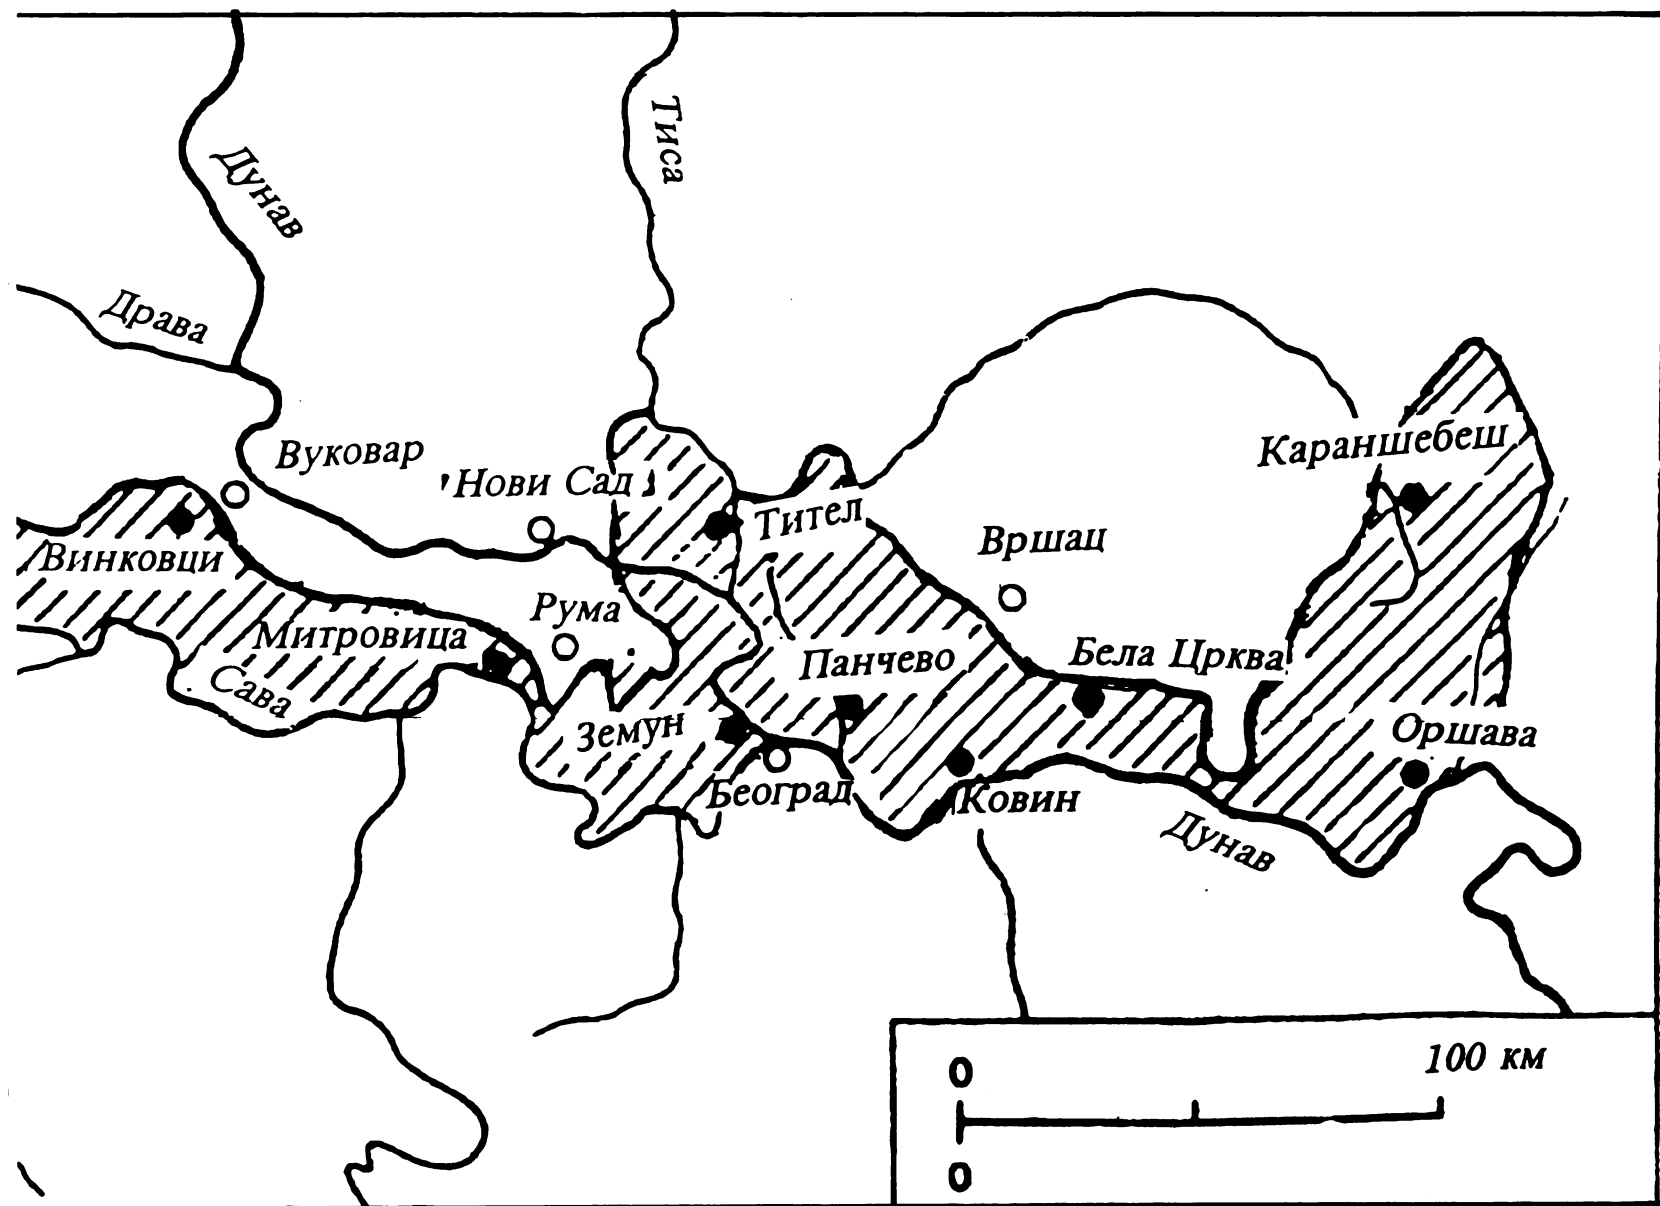 Дунав
Тиса
Драва
Вуковар
Нови Сад
Караншебеш
Тител
Вршац
Винковци
Рума
Митровица
Панчево
Бела Црква
Сава
Земун
Оршава
Београд
Ковин
Дунав
0
100 км
0